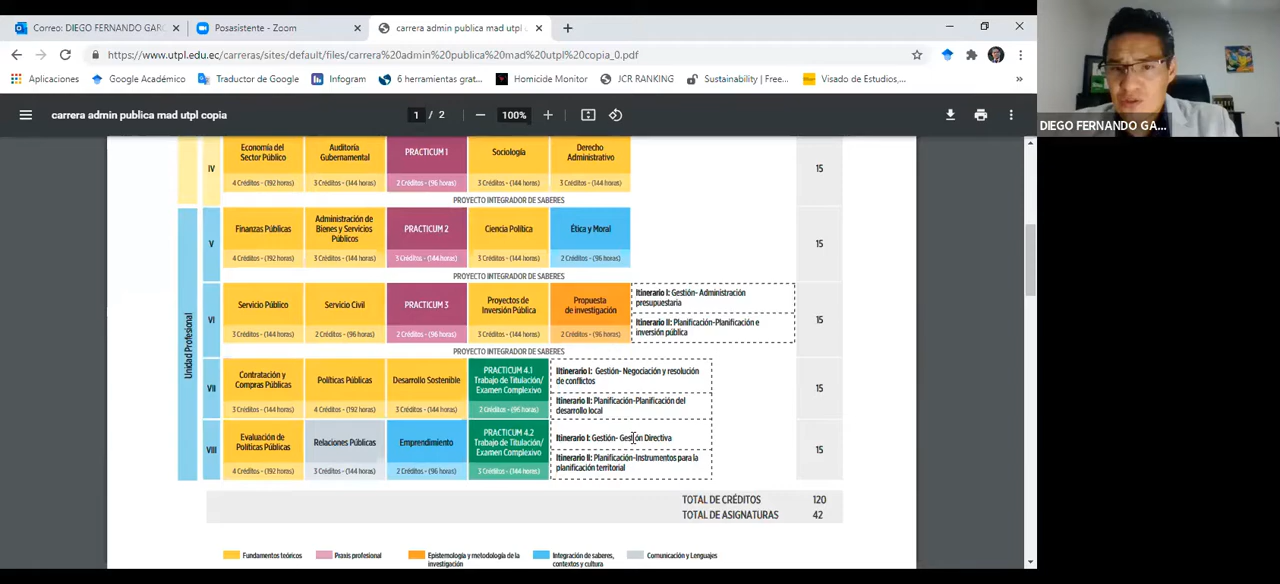 Correo: DIEGO FERNANDO GARC
Posasistente - Zoom
carrera admin publica mad utpl c
https://www.utpl.edu.ec/carreras/sites/default/files/carrera%20admin%20publica%20mad%20utpl%20copia_0.pdf
Aplicaciones
Google Académico
Traductor de Google
Infogram
6 herramientas grat...
Homicide Monitor
JCR RANKING
Sustainability | Free...
Visado de Estudios,...
»
carrera admin publica mad utpl copia
1 / 2
100%
DIEGO FERNANDO GA...
IV
Economía del
Sector Público
4 Créditos - (192 horas)
Auditoría
Gubernamental
3 Créditos - (144 horas)
PRACTICUM 1
2 Créditos - (96 horas)
Sociología
3 Créditos - (144 horas)
Derecho
Administrativo
3 Créditos - (144 horas)
15
PROYECTO INTEGRADOR DE SABERES
Unidad Profesional
V
Finanzas Públicas
4 Créditos - (192 horas)
Administración de
Bienes y Servicios
Públicos
3 Créditos - (144 horas)
PRACTICUM 2
3 Créditos - (144 horas)
Ciencia Política
3 Créditos - (144 horas)
Ética y Moral
2 Créditos - (96 horas)
15
PROYECTO INTEGRADOR DE SABERES
VI
Servicio Público
3 Créditos - (144 horas)
Servicio Civil
2 Créditos - (96 horas)
PRACTICUM 3
2 Créditos - (96 horas)
Proyectos de
Inversión Pública
3 Créditos - (144 horas)
Propuesta
de investigación
2 Créditos - (96 horas)
Itinerario I: Gestión- Administración
presupuestaria
Itinerario II: Planificación-Planificación e
inversión pública
15
PROYECTO INTEGRADOR DE SABERES
VII
Contratación y
Compras Públicas
3 Créditos - (144 horas)
Políticas Públicas
4 Créditos - (192 horas)
Desarrollo Sostenible
3 Créditos - (144 horas)
PRACTICUM 4.1
Trabajo de Titulación/
Examen Complexivo
2 Créditos - (96 horas)
Itinerario I: Gestión- Negociación y resolución
de conflictos
Itinerario II: Planificación-Planificación del
desarrollo local
15
VIII
Evaluación de
Políticas Públicas
4 Créditos - (192 horas)
Relaciones Públicas
3 Créditos - (144 horas)
Emprendimiento
2 Créditos - (96 horas)
PRACTICUM 4.2
Trabajo de Titulación/
Examen Complexivo
3 Créditos - (144 horas)
Itinerario I: Gestión- Gestión Directiva
Itinerario II: Planificación-Instrumentos para la
planificación territorial
15
TOTAL DE CRÉDITOS 120
TOTAL DE ASIGNATURAS 42
Fundamentos teóricos
Praxis profesional
Epistemología y metodología de la
investigación
Integración de saberes,
contextos y cultura
Comunicación y Lenguajes